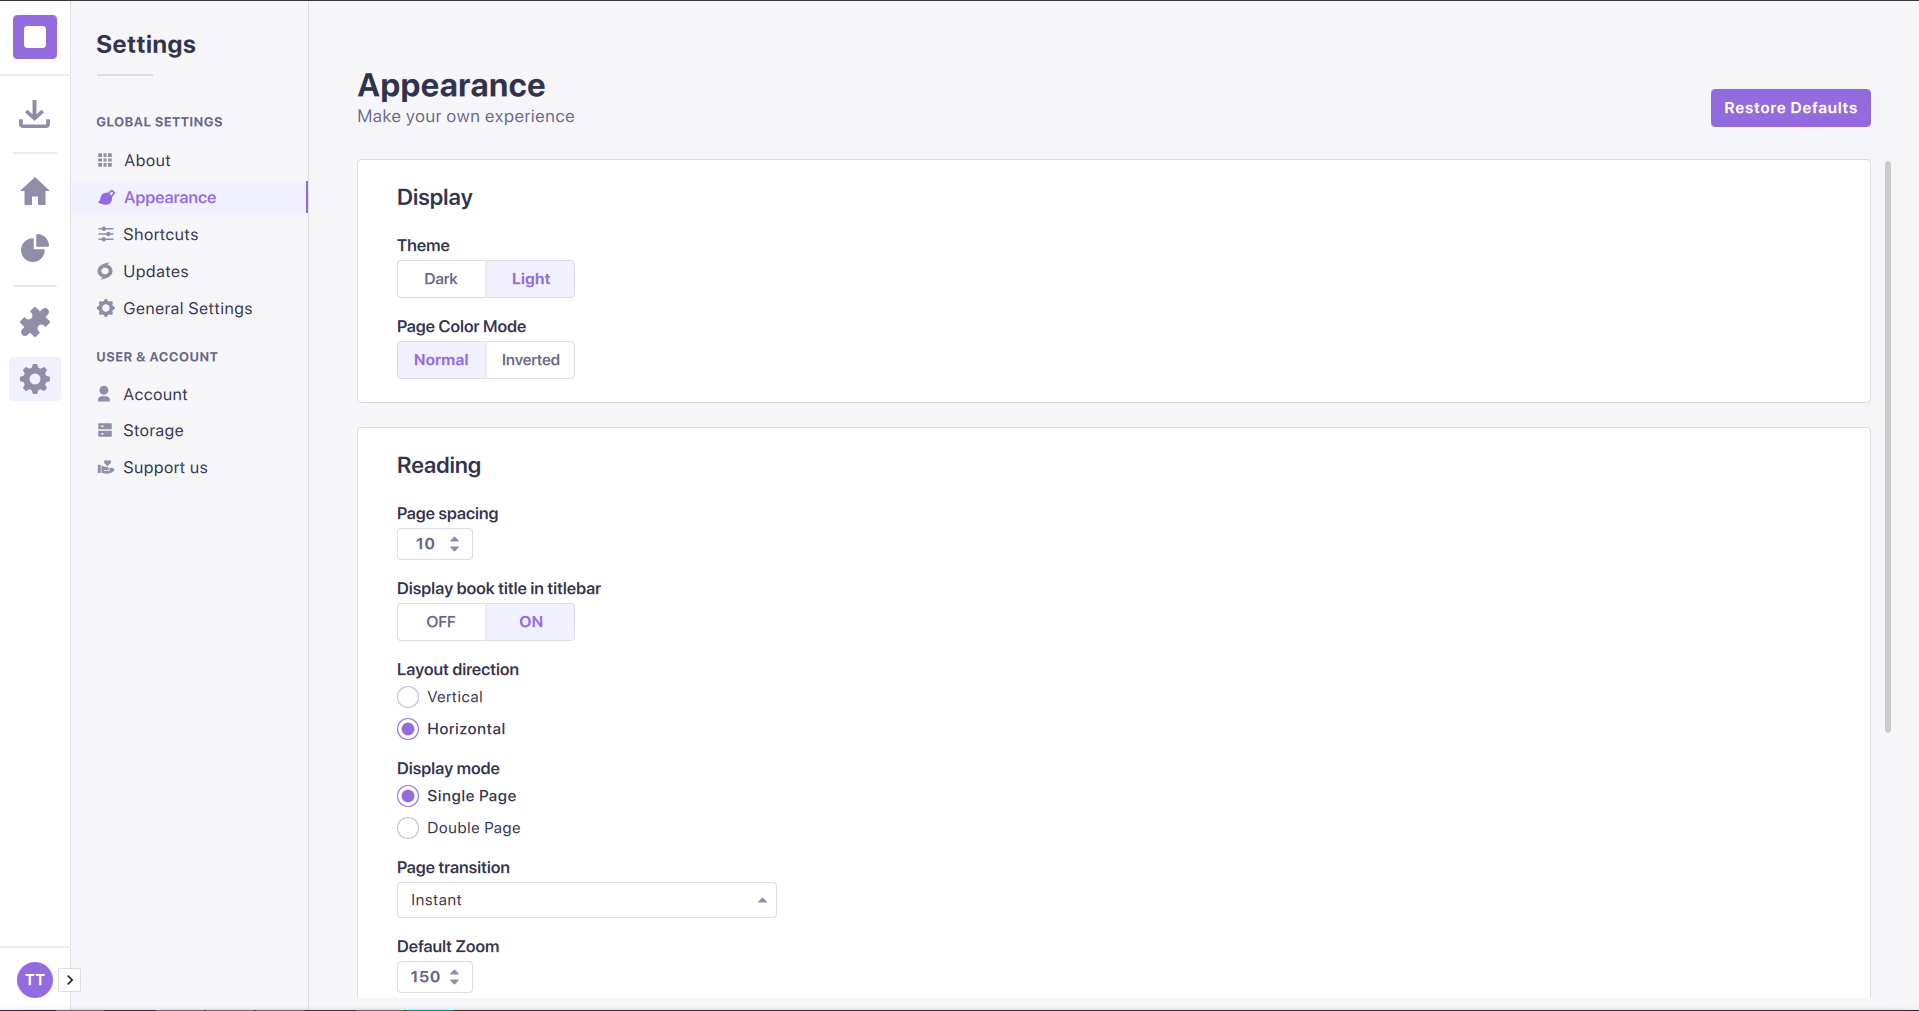 Settings
GLOBAL SETTINGS
About
Appearance
Shortcuts
Updates
General Settings
USER & ACCOUNT
Account
Storage
Support us
TT
Appearance
Make your own experience
Restore Defaults
Display
Theme
Dark Light
Page Color Mode
Normal Inverted
Reading
Page spacing
10
Display book title in titlebar
OFF ON
Layout direction
Vertical
Horizontal
Display mode
Single Page
Double Page
Page transition
Instant
Default Zoom
150